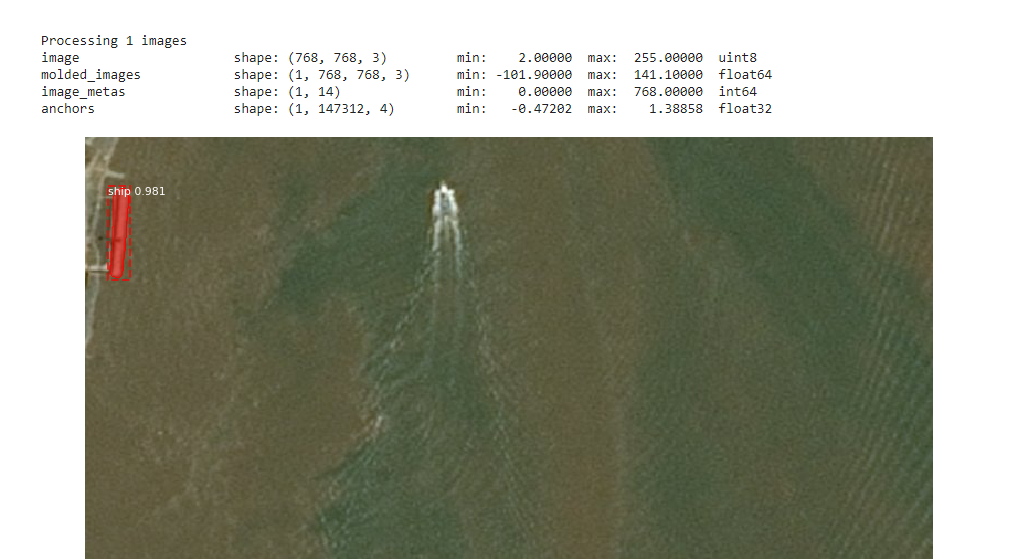 Processing 1 images
image                    shape: (768, 768, 3)         min:    2.00000  max:  255.00000  uint8
molded_images            shape: (1, 768, 768, 3)      min: -101.90000  max:  141.10000  float64
image_metas              shape: (1, 14)               min:    0.00000  max:  768.00000  int64
anchors                  shape: (1, 147312, 4)        min:   -0.47202  max:    1.38858  float32
ship 0.981